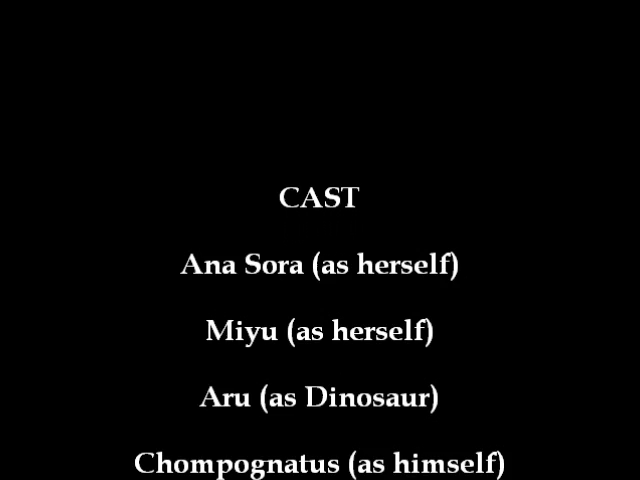 CAST
Ana Sora (as herself)
Miyu (as herself)
Aru (as Dinosaur)
Chompognatus (as himself)